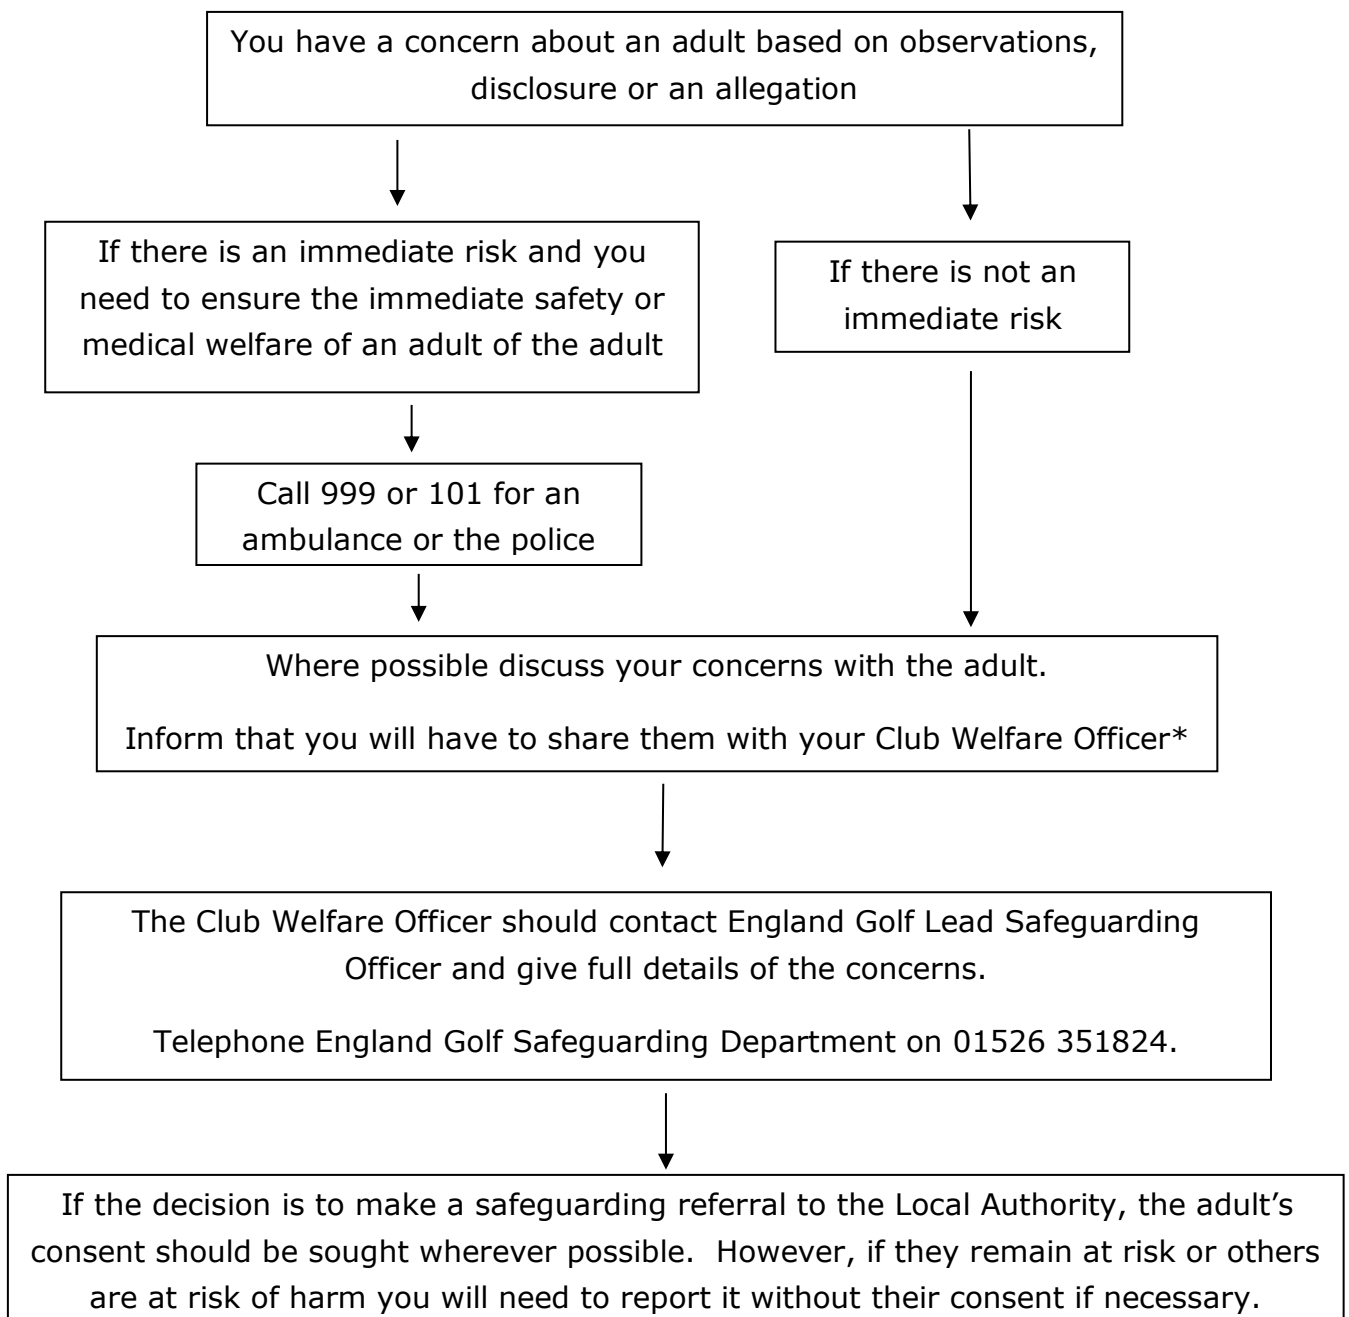 You have a concern about an adult based on observations,
disclosure or an allegation
If there is an immediate risk and you
need to ensure the immediate safety or
medical welfare of an adult of the adult
If there is not an
immediate risk
Call 999 or 101 for an
ambulance or the police
Where possible discuss your concerns with the adult.
Inform that you will have to share them with your Club Welfare Officer*
The Club Welfare Officer should contact England Golf Lead Safeguarding
Officer and give full details of the concerns.
Telephone England Golf Safeguarding Department on 01526 351824.
If the decision is to make a safeguarding referral to the Local Authority, the adult’s
consent should be sought wherever possible.  However, if they remain at risk or others
are at risk of harm you will need to report it without their consent if necessary.